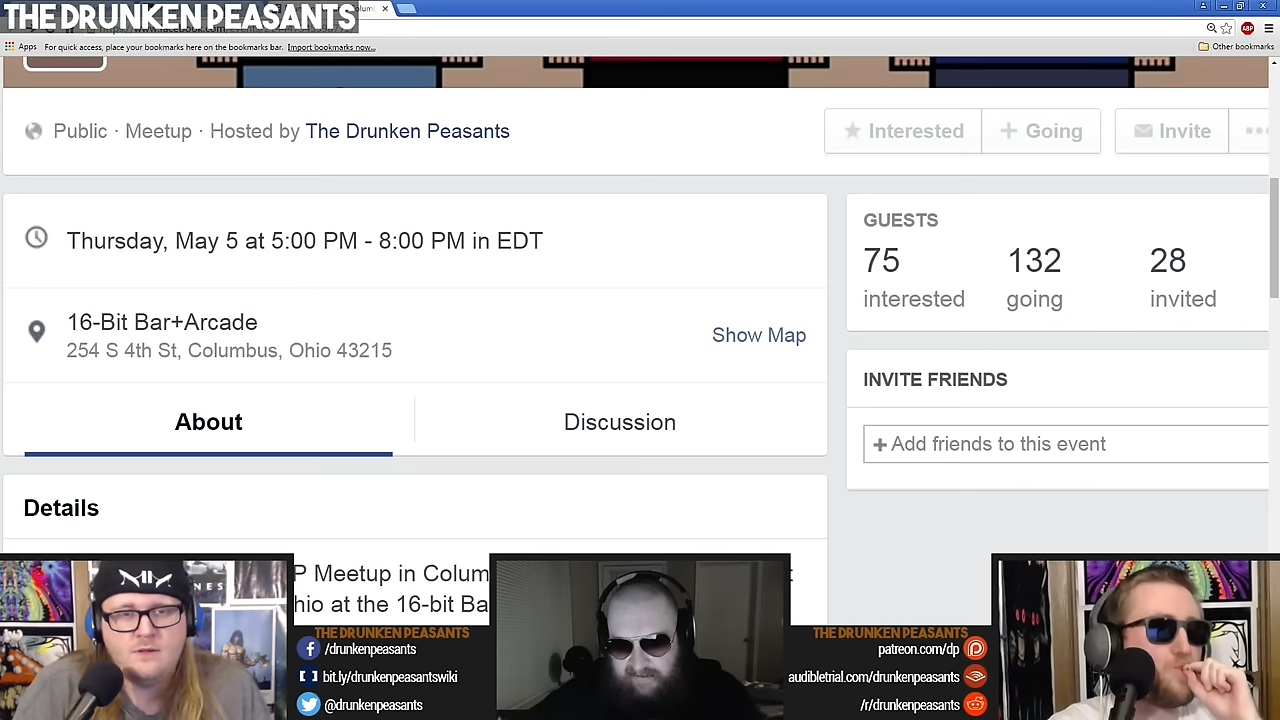 THE DRUNKEN PEASANTS
Apps For quick access, place your bookmarks here on the bookmarks bar. Import bookmarks now...
Other bookmarks
ABP
Public · Meetup · Hosted by The Drunken Peasants
Interested
Going
Invite
Thursday, May 5 at 5:00 PM - 8:00 PM in EDT
16-Bit Bar+Arcade
254 S 4th St, Columbus, Ohio 43215
Show Map
About
Discussion
GUESTS
75 132 28
interested going invited
INVITE FRIENDS
Add friends to this event
Details
P Meetup in Colum
hio at the 16-bit Ba
NES
THE DRUNKEN PEASANTS
/drunkenpeasants
bit.ly/drunkenpeasantswiki
@drunkenpeasants
THE DRUNKEN PEASANTS
patreon.com/dp
audibletrial.com/drunkenpeasants
/r/drunkenpeasants